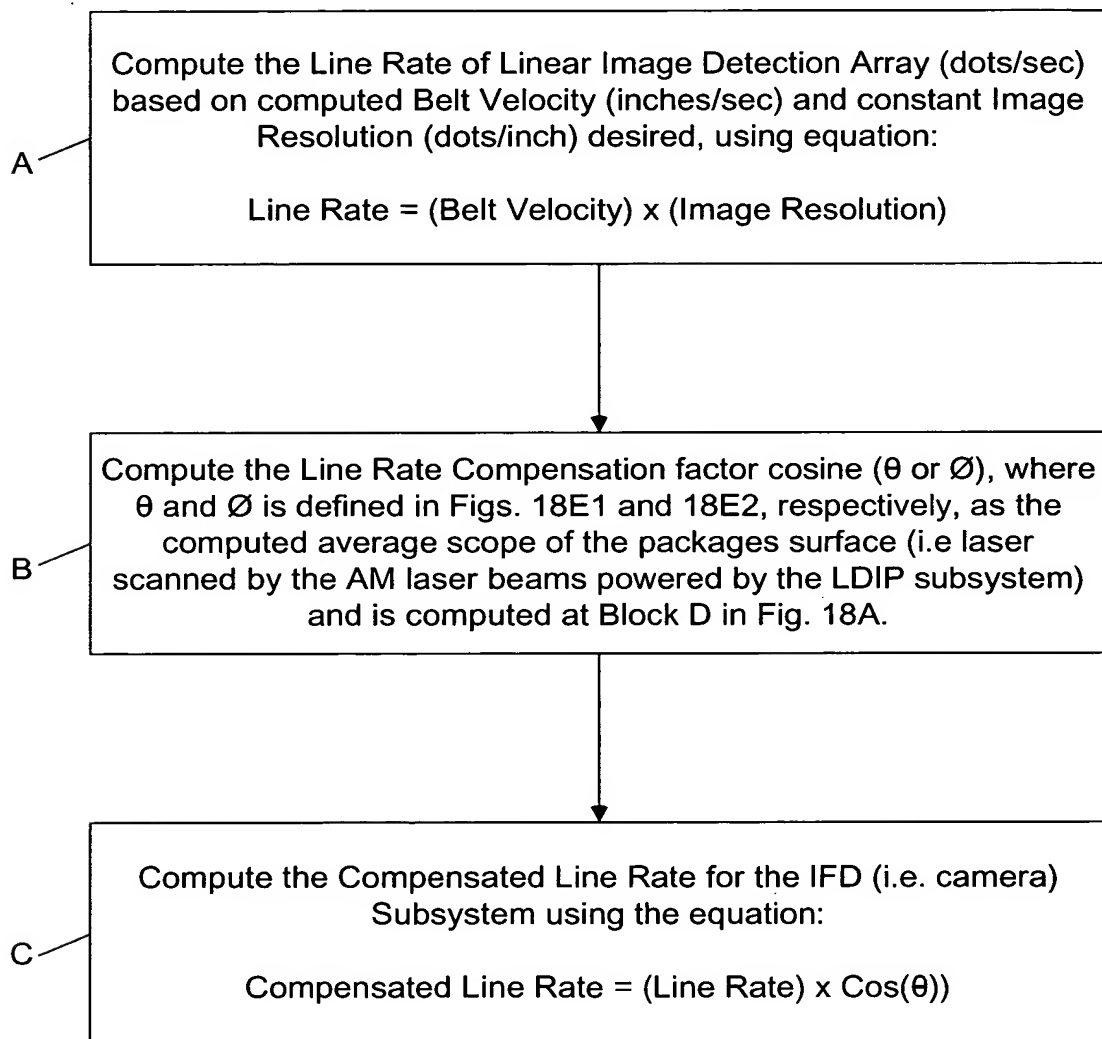 Compute the Line Rate of Linear Image Detection Array (dots/sec)
based on computed Belt Velocity (inches/sec) and constant Image
Resolution (dots/inch) desired, using equation:
Line Rate = (Belt Velocity) x (Image Resolution)
A
Compute the Line Rate Compensation factor cosine (θ or Ø), where
θ and Ø is defined in Figs. 18E1 and 18E2, respectively, as the
computed average scope of the packages surface (i.e laser
scanned by the AM laser beams powered by the LDIP subsystem)
and is computed at Block D in Fig. 18A.
B
Compute the Compensated Line Rate for the IFD (i.e. camera)
Subsystem using the equation:
Compensated Line Rate = (Line Rate) x Cos(θ))
C